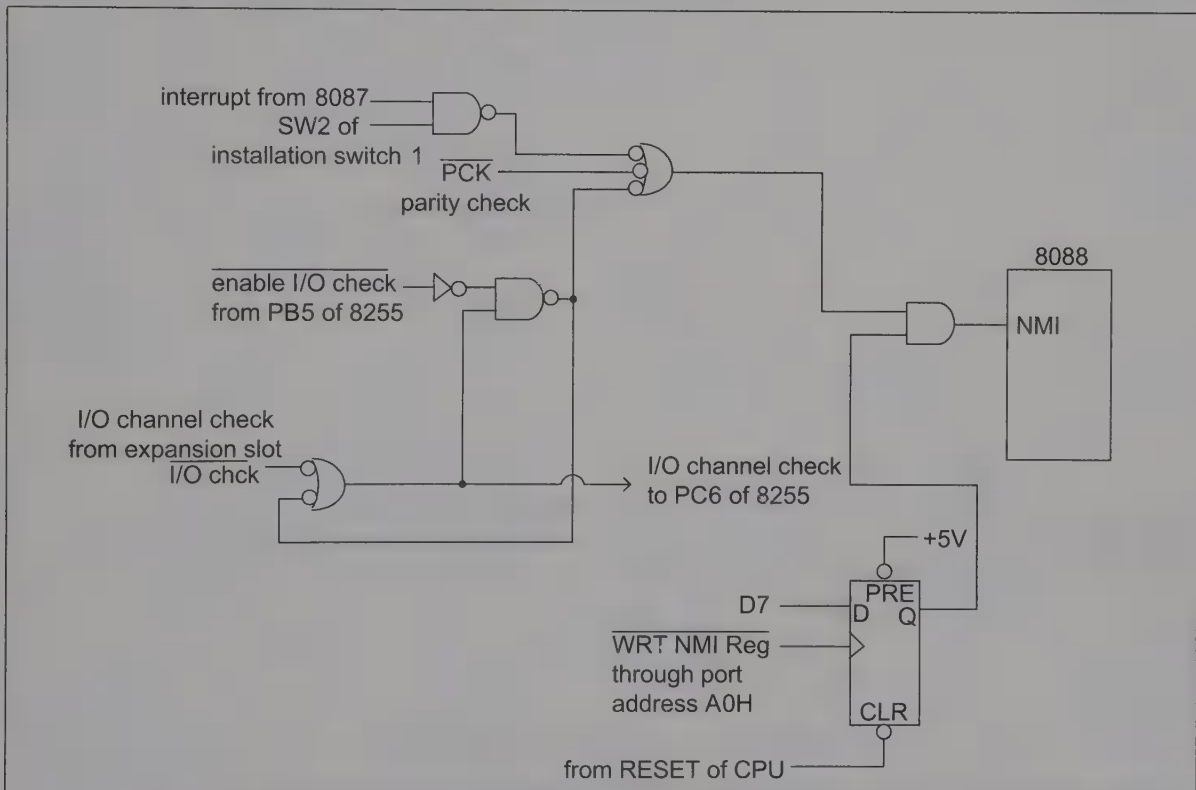 interrupt from 8087
SW2 of
installation switch 1
PCK
parity check
enable I/O check
from PB5 of 8255
8088
NMI
I/O channel check
from expansion slot
I/O chck
I/O channel check
to PC6 of 8255
+5V
PRE
D7
D
Q
WRT NMI Reg
through port
address A0H
CLR
from RESET of CPU